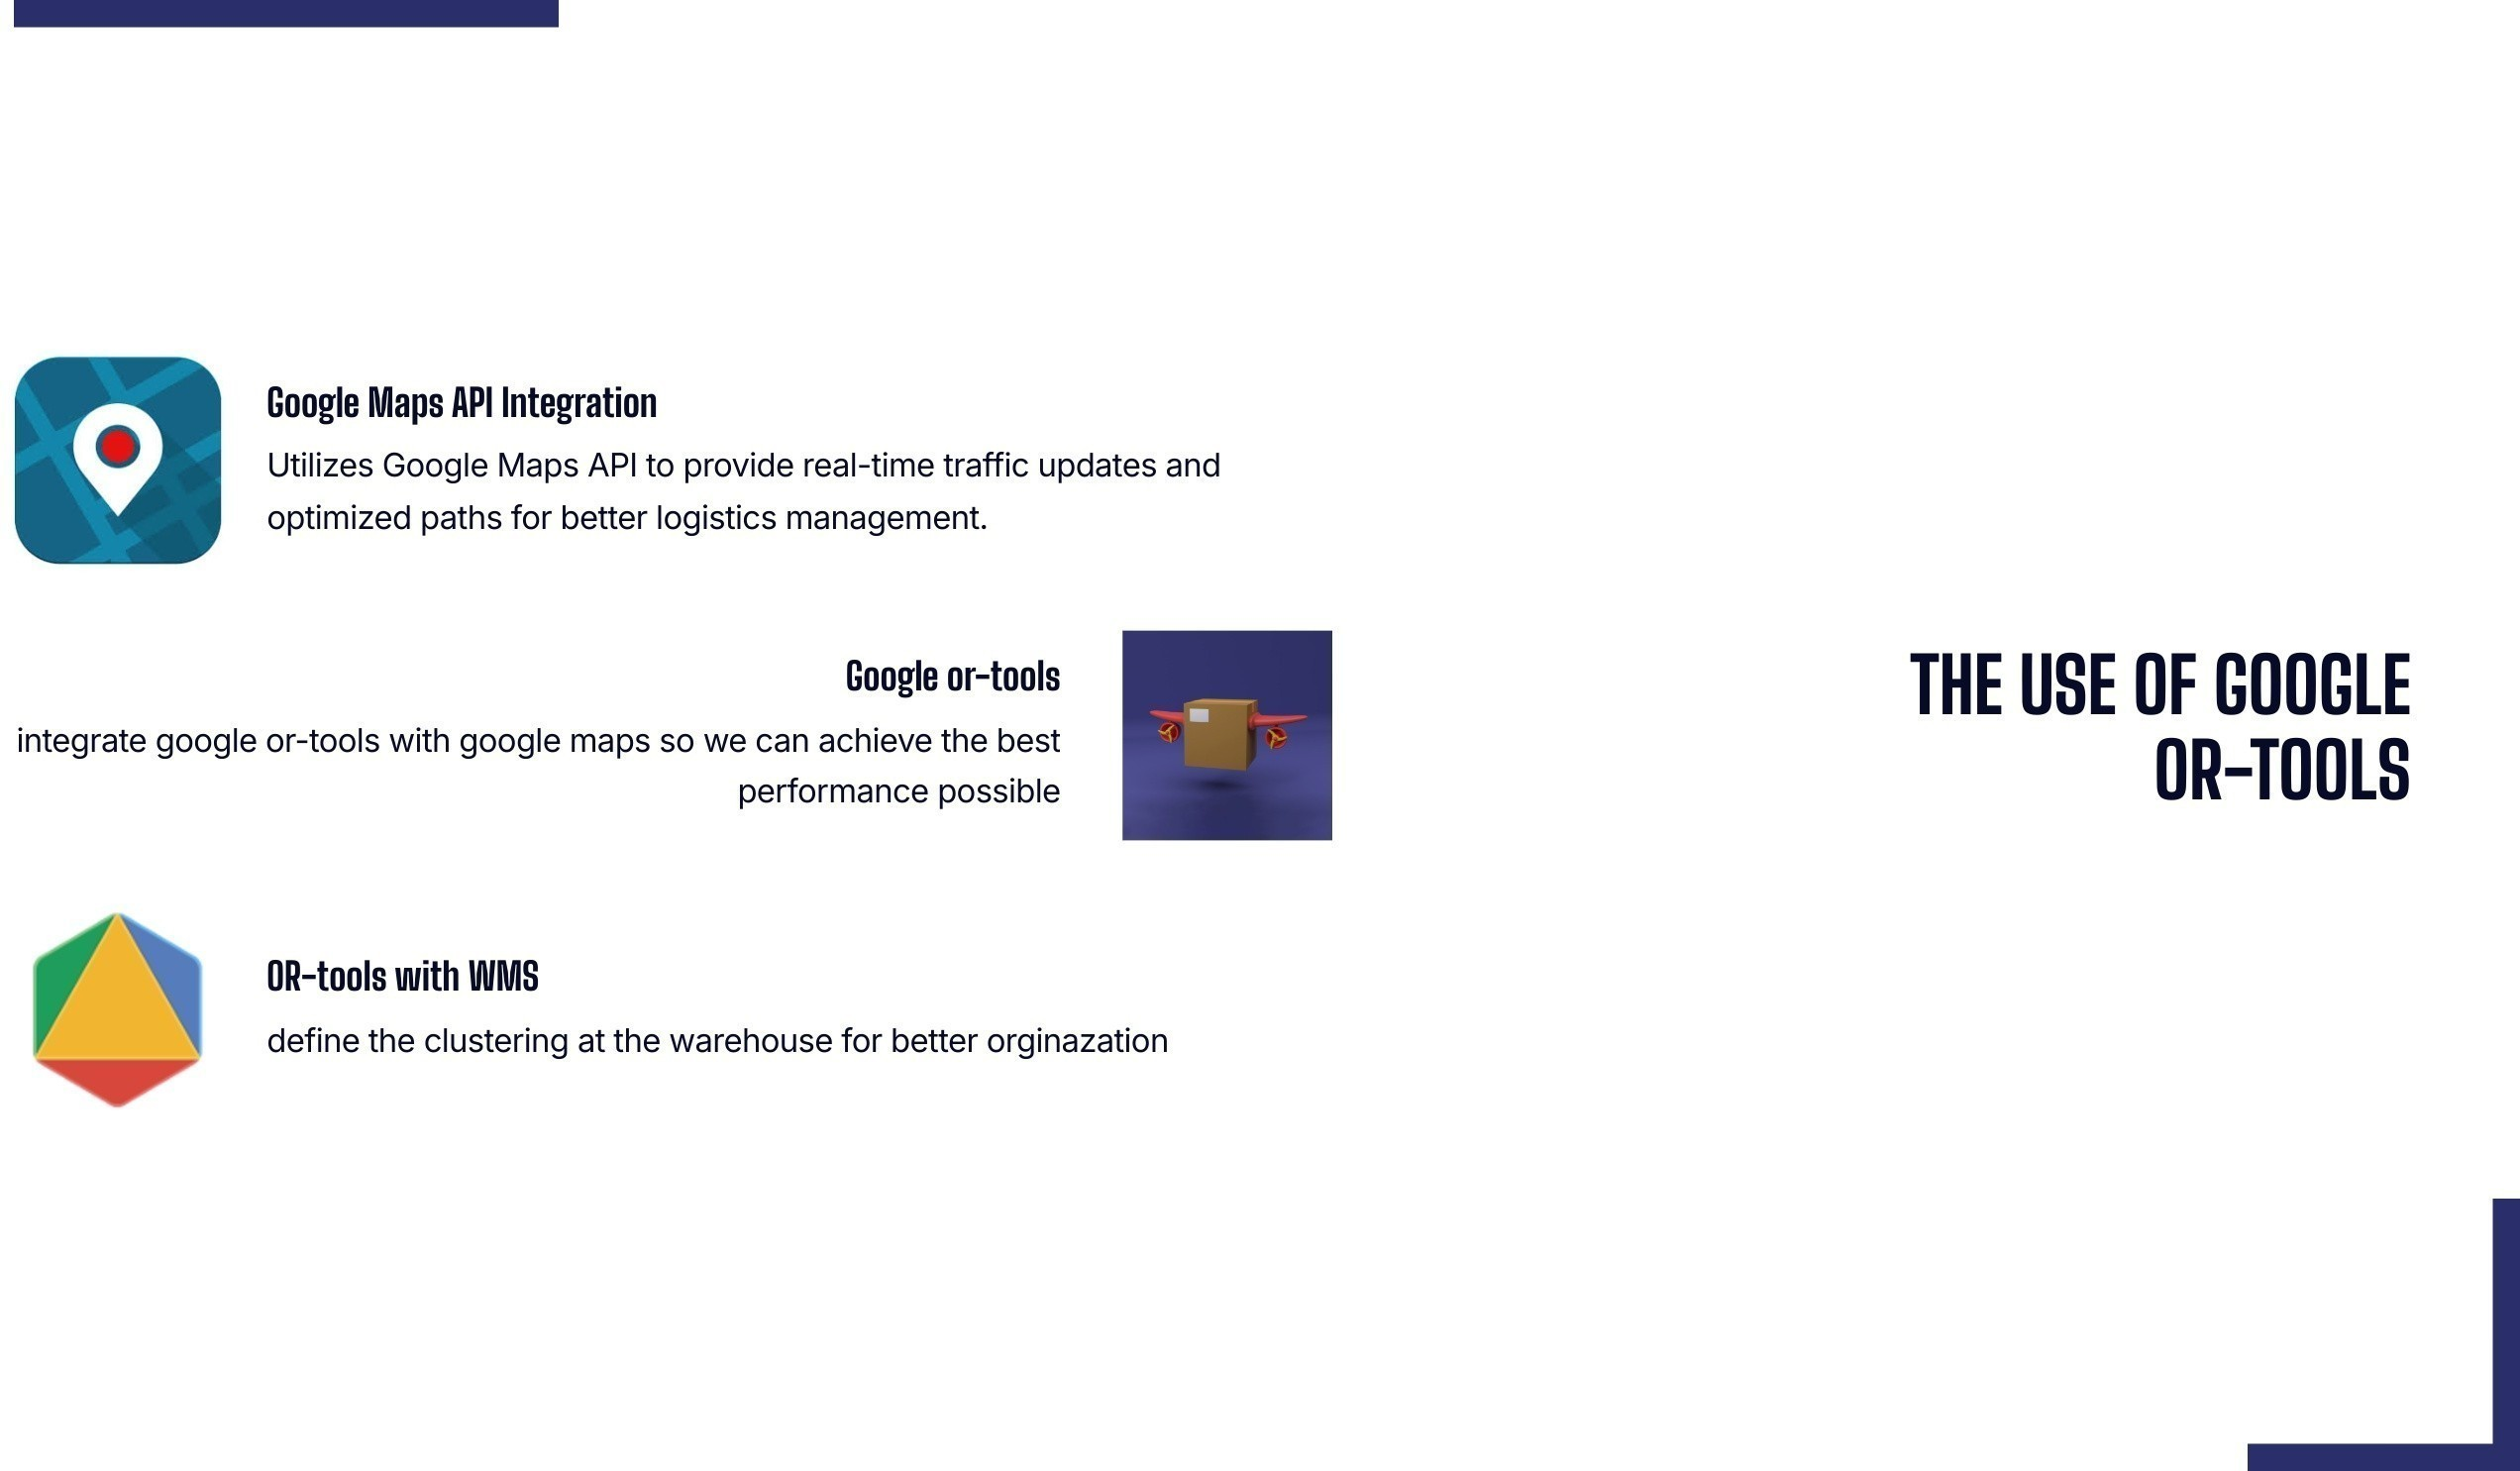 Google Maps API Integration
Utilizes Google Maps API to provide real-time traffic updates and
optimized paths for better logistics management.
Google or-tools
integrate google or-tools with google maps so we can achieve the best
performance possible
OR-tools with WMS
define the clustering at the warehouse for better orginazation
THE USE OF GOOGLE
OR-TOOLS